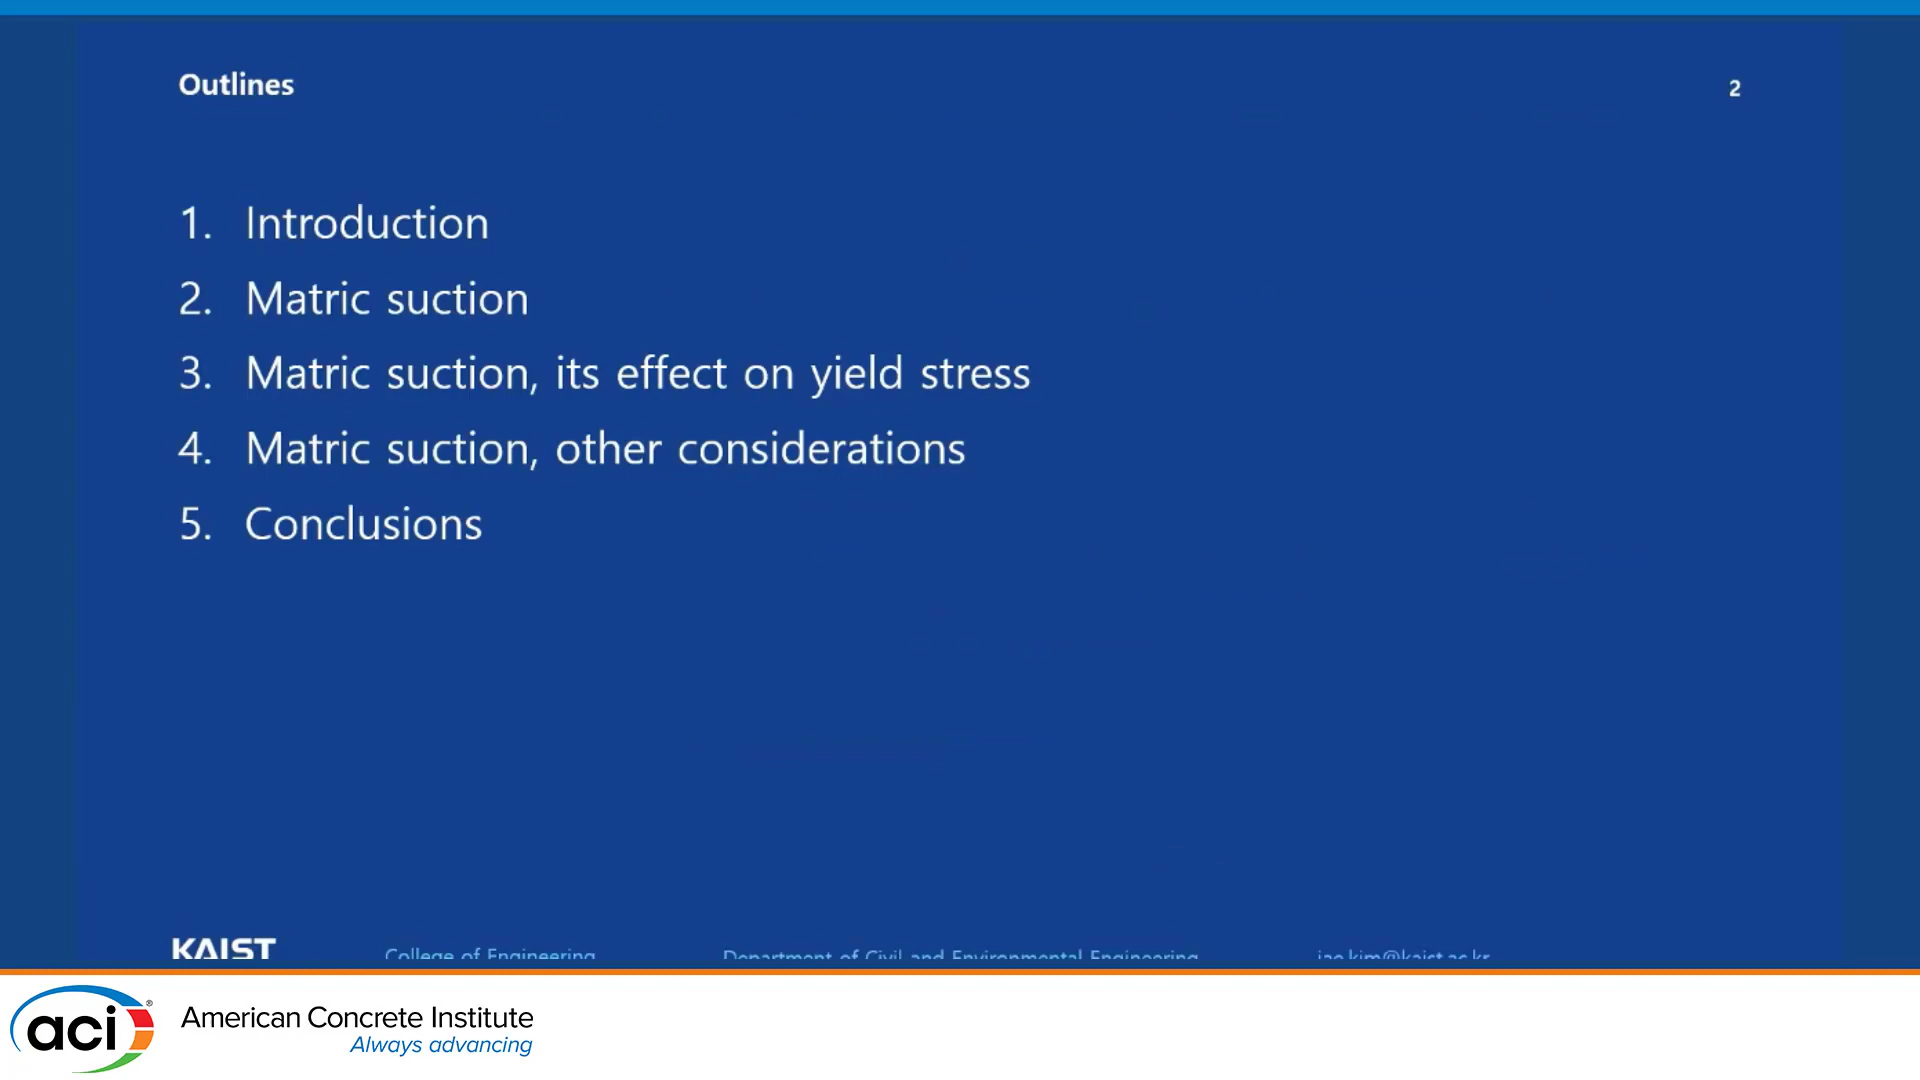 Outlines
2
1. Introduction
2. Matric suction
3. Matric suction, its effect on yield stress
4. Matric suction, other considerations
5. Conclusions
KAIST
College of Engineering
Department of Civil and Environmental Engineering
jae.kim@kaist.ac.kr
aci®
American Concrete Institute
Always advancing